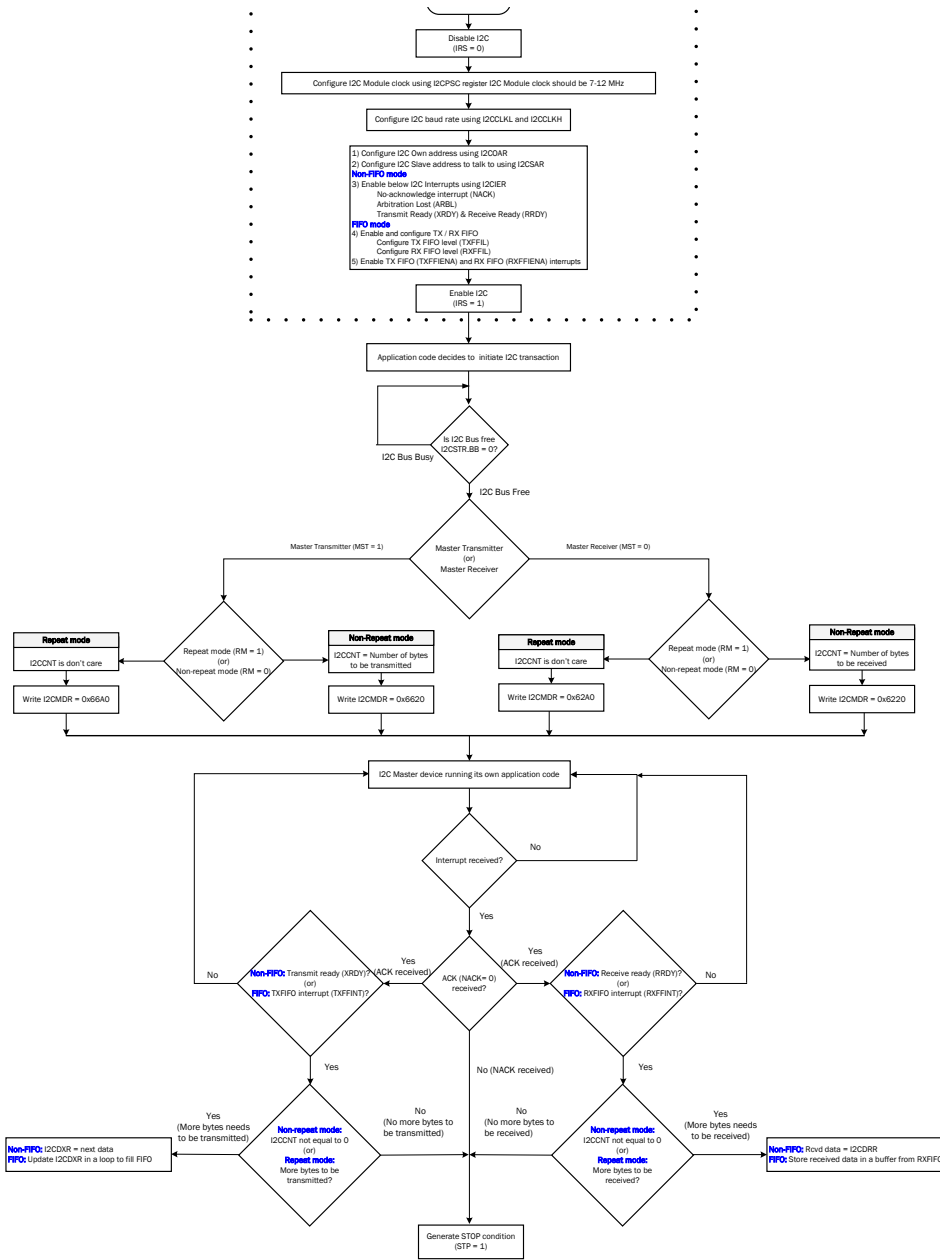 Disable I2C
(IRS = 0)
Configure I2C Module clock using I2CPSC register I2C Module clock should be 7-12 MHz
Configure I2C baud rate using I2CCLKL and I2CCLKH
1) Configure I2C Own address using I2COAR
2) Configure I2C Slave address to talk to using I2CSAR
Non-FIFO mode
3) Enable below I2C Interrupts using I2CIER
No-acknowledge interrupt (NACK)
Arbitration Lost (ARBL)
Transmit Ready (XRDY) & Receive Ready (RRDY)
FIFO mode
4) Enable and configure TX / RX FIFO
Configure TX FIFO level (TXFFIL)
Configure RX FIFO level (RXFFIL)
5) Enable TX FIFO (TXFFIENA) and RX FIFO (RXFFIENA) interrupts
Enable I2C
(IRS = 1)
Application code decides to initiate I2C transaction
Is I2C Bus free
I2CSTR.BB = 0?
I2C Bus Busy
I2C Bus Free
Master Transmitter (MST = 1)
Master Transmitter
(or)
Master Receiver
Master Receiver (MST = 0)
Repeat mode
I2CCNT is don't care
Write I2CMDR = 0x66A0
Repeat mode (RM = 1)
(or)
Non-repeat mode (RM = 0)
Non-Repeat mode
I2CCNT = Number of bytes
to be transmitted
Write I2CMDR = 0x6620
Repeat mode
I2CCNT is don't care
Write I2CMDR = 0x62A0
Repeat mode (RM = 1)
(or)
Non-repeat mode (RM = 0)
Non-Repeat mode
I2CCNT = Number of bytes
to be received
Write I2CMDR = 0x6220
I2C Master device running its own application code
Interrupt received?
No
Yes
No
Non-FIFO: Transmit ready (XRDY)?
(or)
FIFO: TXFIFO interrupt (TXFFINT)?
Yes
(ACK received)
ACK (NACK= 0)
received?
Yes
(ACK received)
Non-FIFO: Receive ready (RRDY)?
(or)
FIFO: RXFIFO interrupt (RXFFINT)?
No
Yes
No (NACK received)
Yes
Non-FIFO: I2CDXR = next data
FIFO: Update I2CDXR in a loop to fill FIFO
Yes
(More bytes needs
to be transmitted)
Non-repeat mode:
I2CCNT not equal to 0
(or)
Repeat mode:
More bytes to be
transmitted?
No
(No more bytes to
be transmitted)
No
(No more bytes to
be received)
Non-repeat mode:
I2CCNT not equal to 0
(or)
Repeat mode:
More bytes to be
received?
Yes
(More bytes needs
to be received)
Non-FIFO: Rcvd data = I2CDRR
FIFO: Store received data in a buffer from RXFIFO
Generate STOP condition
(STP = 1)